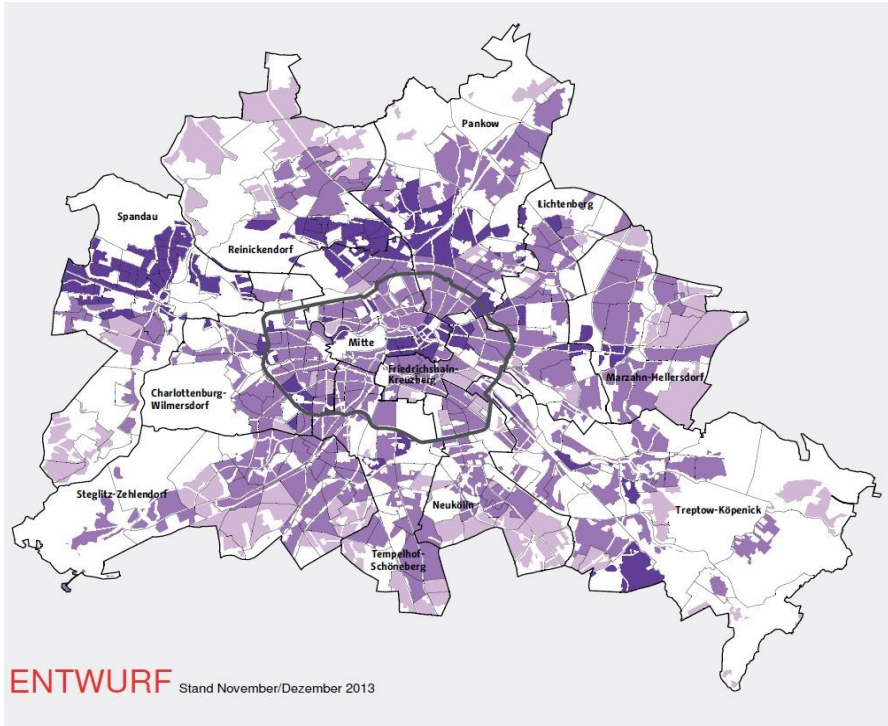 Pankow
Spandau
Lichtenberg
Reinickendorf
Mitte
Friedrichshain-
Kreuzberg
Marzahn-Hellersdorf
Charlottenburg-
Wilmersdorf
Steglitz-Zehlendorf
Neukölln
Treptow-Köpenick
Tempelhof-
Schöneberg
ENTWURF Stand November/Dezember 2013